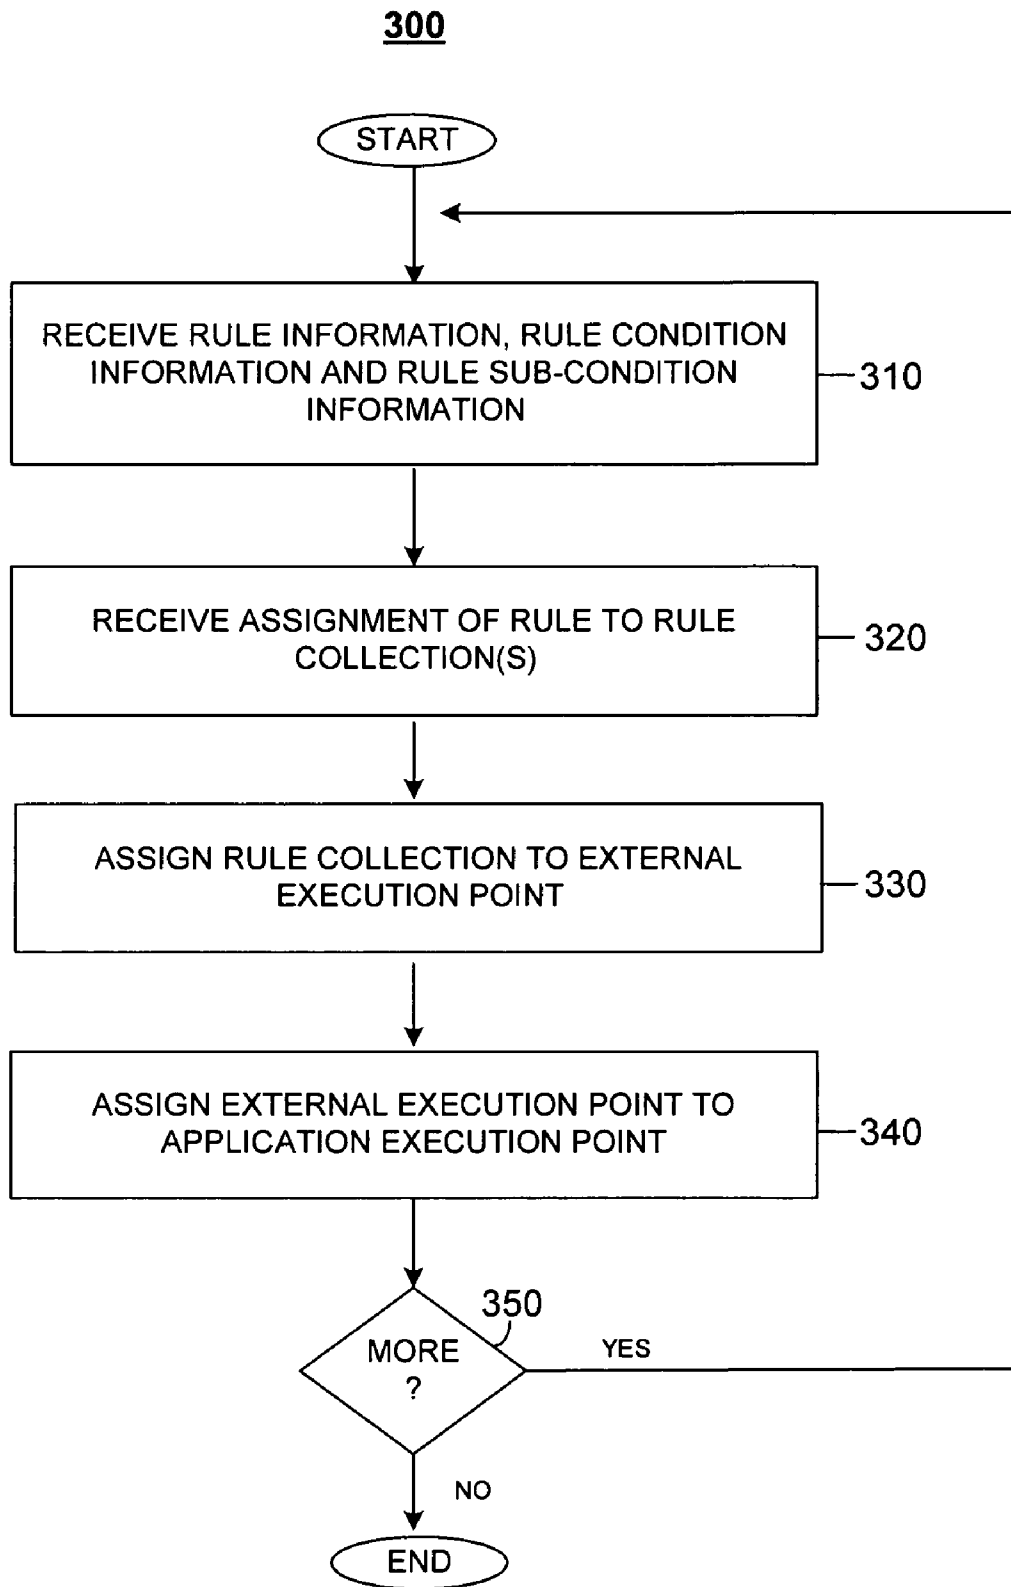 300
START
RECEIVE RULE INFORMATION, RULE CONDITION
INFORMATION AND RULE SUB-CONDITION
INFORMATION
310
RECEIVE ASSIGNMENT OF RULE TO RULE
COLLECTION(S)
320
ASSIGN RULE COLLECTION TO EXTERNAL
EXECUTION POINT
330
ASSIGN EXTERNAL EXECUTION POINT TO
APPLICATION EXECUTION POINT
340
350
MORE
?
YES
NO
END